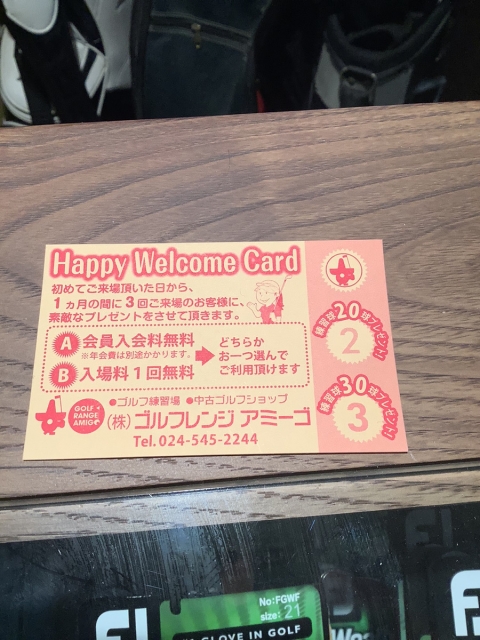 Happy Welcome Card
初めてご来場頂いた日から、
1ヵ月の間に3回ご来場のお客様に、
素敵なプレゼントをさせて頂きます。
A 会員入会料無料
※年会費は別途かかります。
B 入場料1回無料
どちらか
お一つ選んで
ご利用頂けます
●ゴルフ練習場 ●中古ゴルフショップ
GOLF RANGE AMIGO
(株)ゴルフレンジ アミーゴ
Tel. 024-545-2244
練習球20球プレゼント!
2
練習球30球プレゼント!
3
FJ
No:FGWF
size: 21
GLOVE IN GOLF
FJ